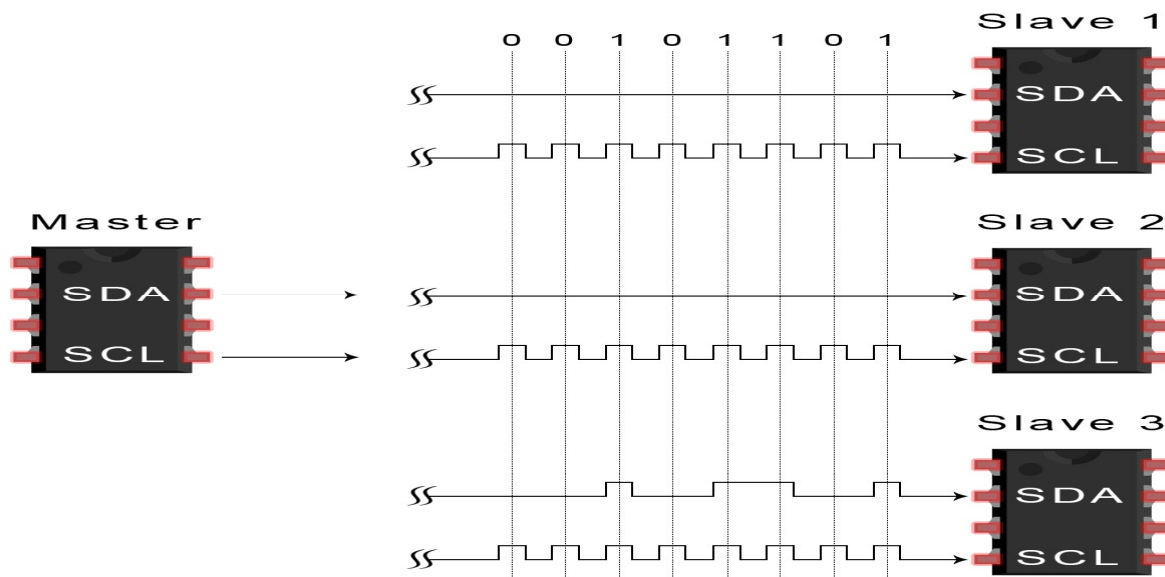 Slave 1
0 0 1 0 1 1 0 1
SDA
SCL
Master
SDA
SCL
Slave 2
SDA
SCL
Slave 3
SDA
SCL